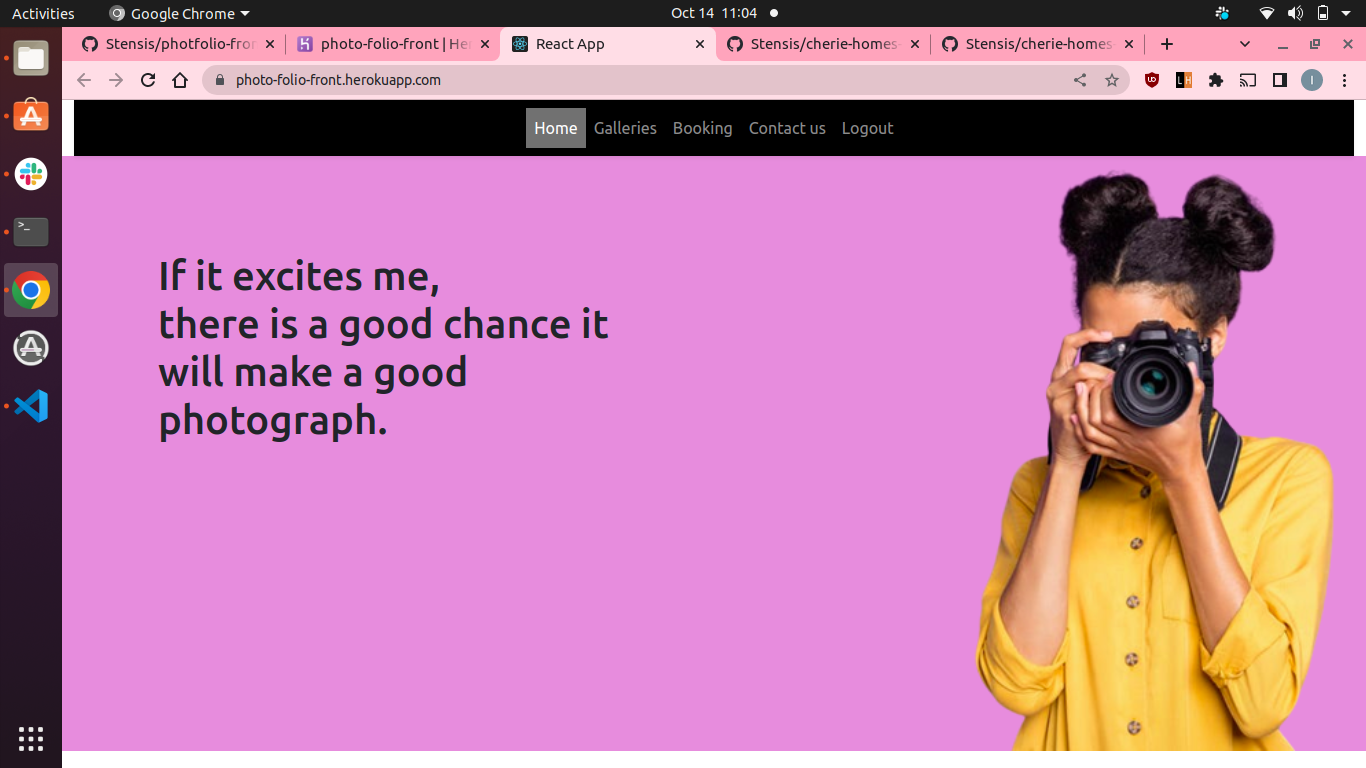 Activities Google Chrome Oct 14 11:04
Stensis/photfolio-fron photo-folio-front | Her React App Stensis/cherie-homes- Stensis/cherie-homes-
photo-folio-front.herokuapp.com I
Home Galleries Booking Contact us Logout
If it excites me,
there is a good chance it
will make a good
photograph.